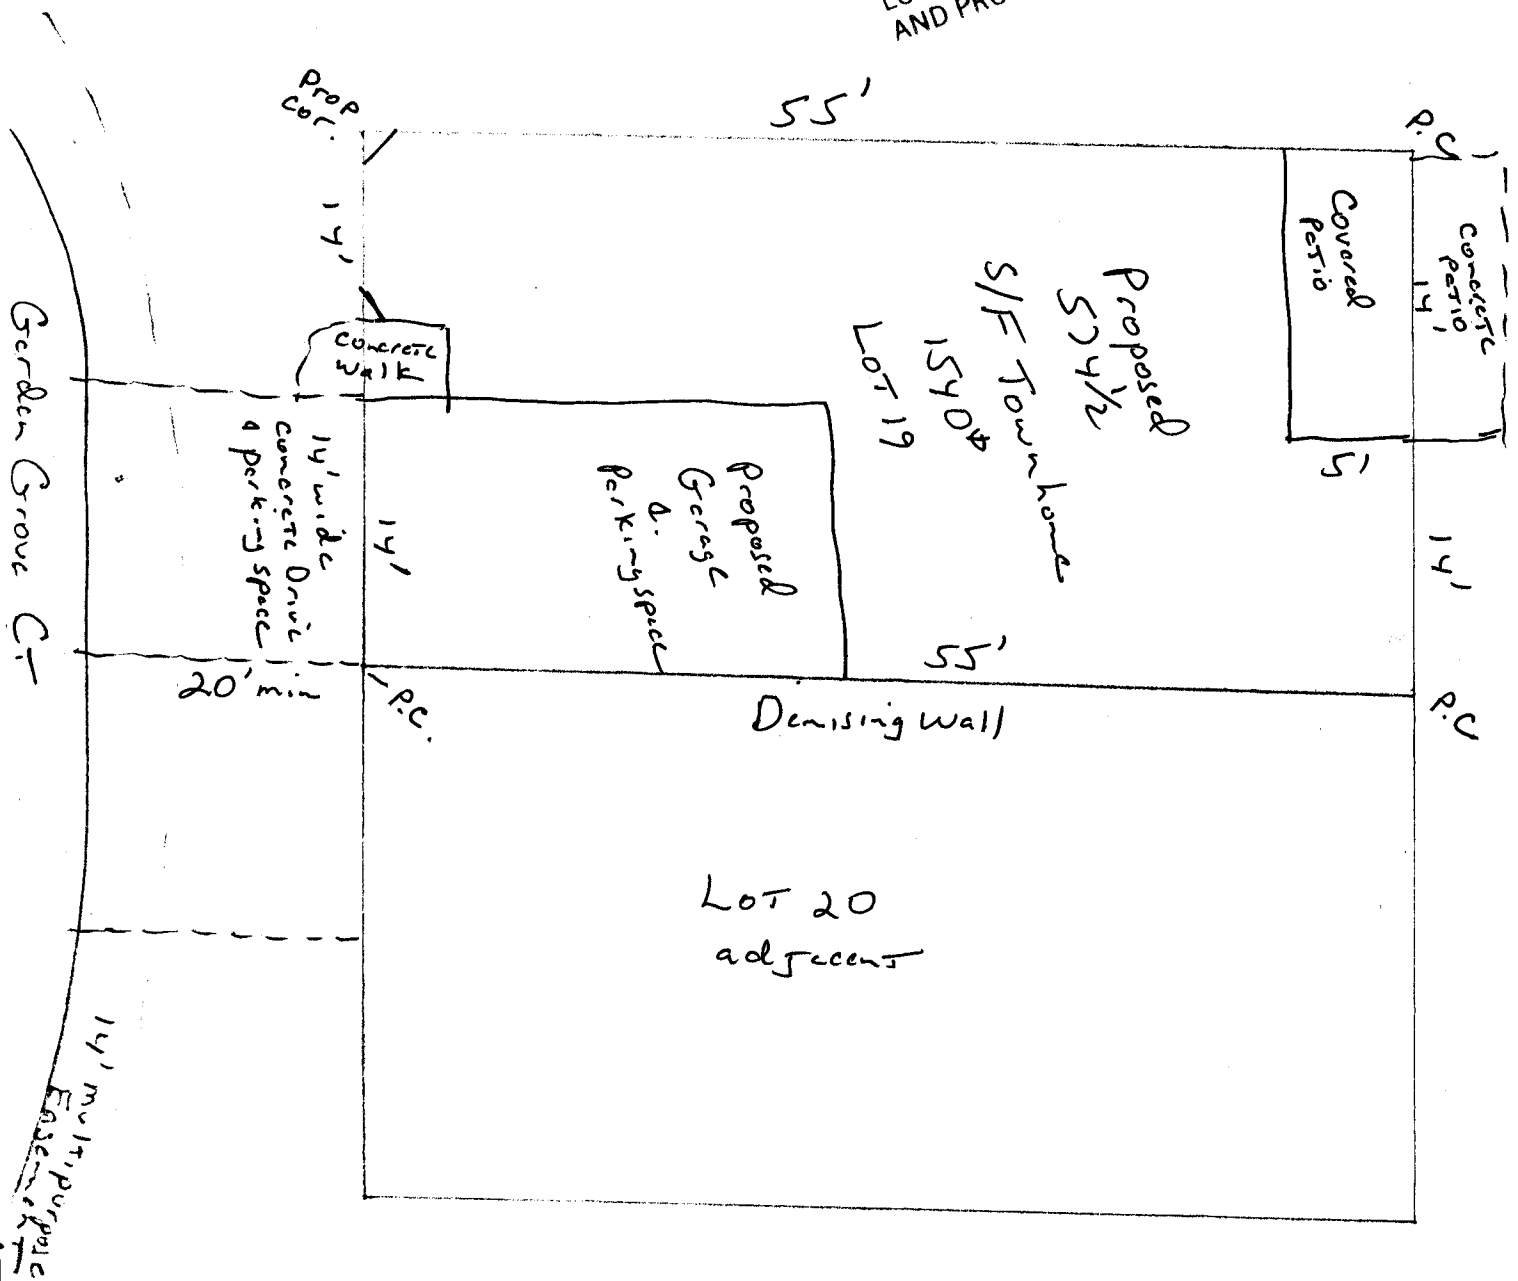 AND
55'
Prop
cor.
P.C
14'
Covered
Patio
concrete
Patio
14'
Proposed
574½
S/F Townhome
1540
LOT 19
concrete
walk
5'
14' wide
concrete Drive
parking space
14'
Proposed
Garage
Parking space
14'
55'
20' min
P.C.
Demising Wall
P.C
Garden Grove CT
LOT 20
adjacent
14' multipurpose
Easement